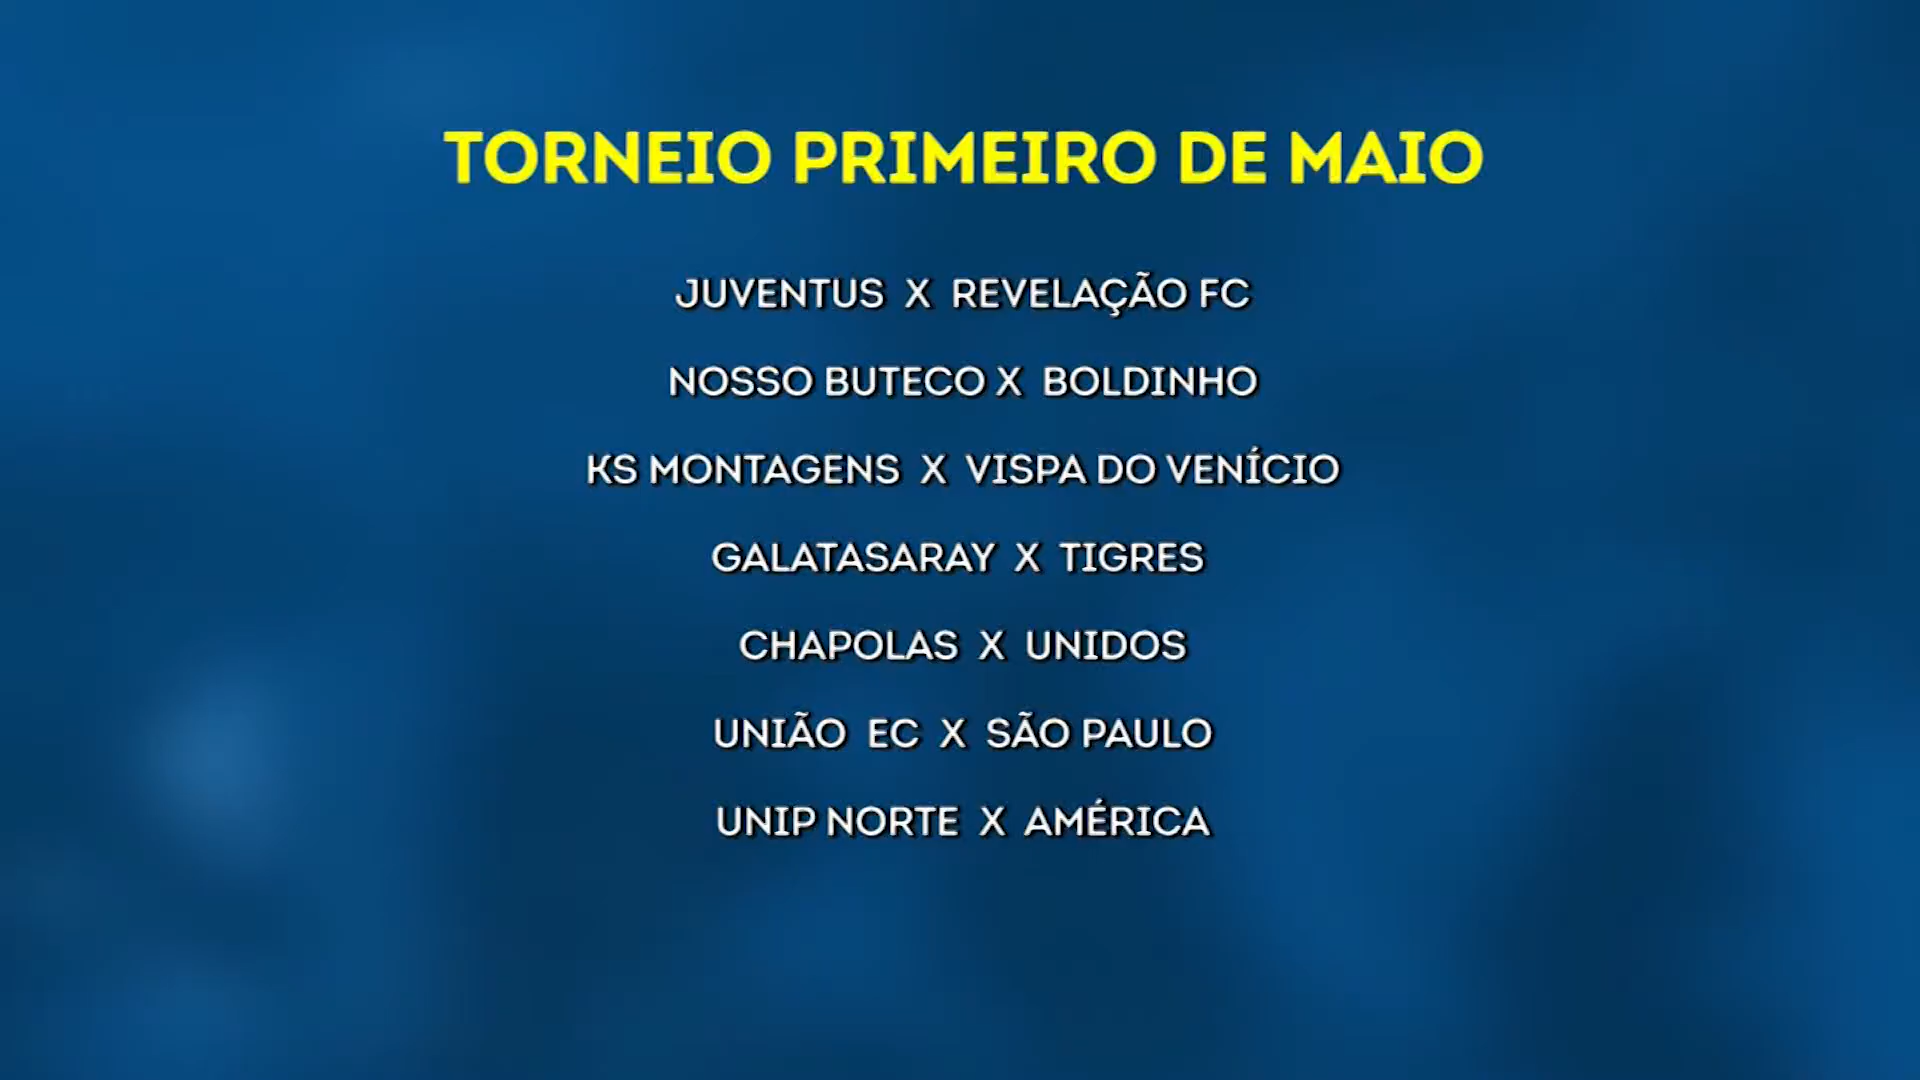 TORNEIO PRIMEIRO DE MAIO
JUVENTUS X REVELAÇÃO FC
NOSSO BUTECO X BOLDINHO
KS MONTAGENS X VISPA DO VENÍCIO
GALATASARAY X TIGRES
CHAPOLAS X UNIDOS
UNIÃO EC X SÃO PAULO
UNIP NORTE X AMÉRICA